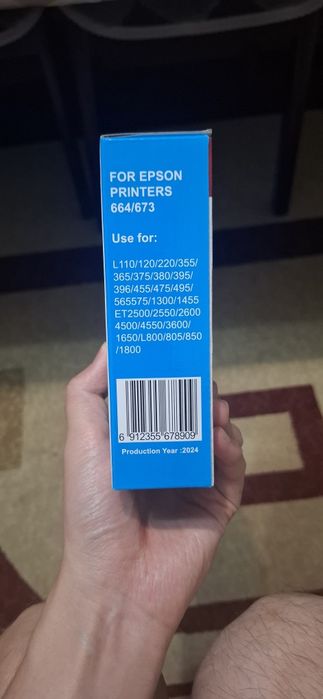 FOR EPSON
PRINTERS
664/673
Use for:
L110/120/220/355/
365/375/380/395/
396/455/475/495/
565575/1300/1455
ET2500/2550/2600
4500/4550/3600/
1650/L800/805/850
/1800
6 912355 678909
Production Year :2024